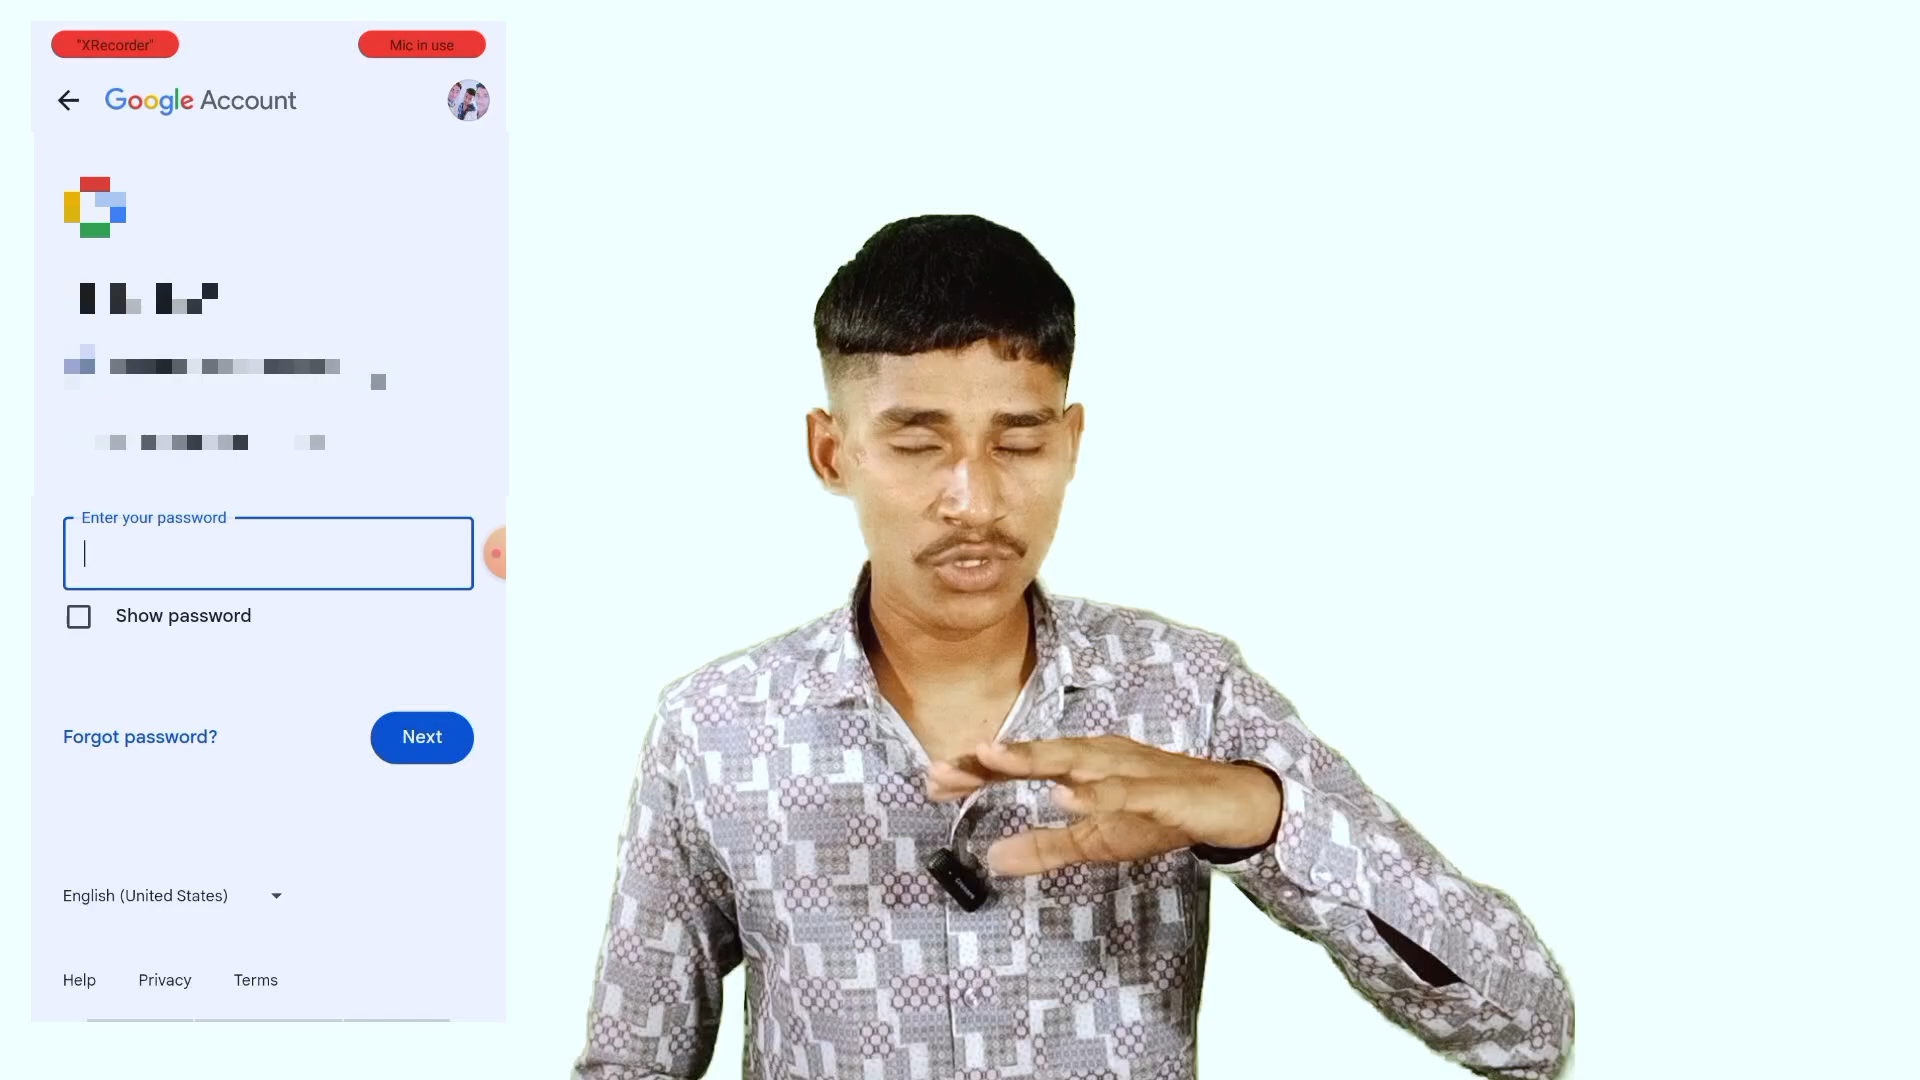 "XRecorder"
Mic in use
Google Account
Enter your password
Show password
Forgot password?
Next
English (United States)
Help
Privacy
Terms